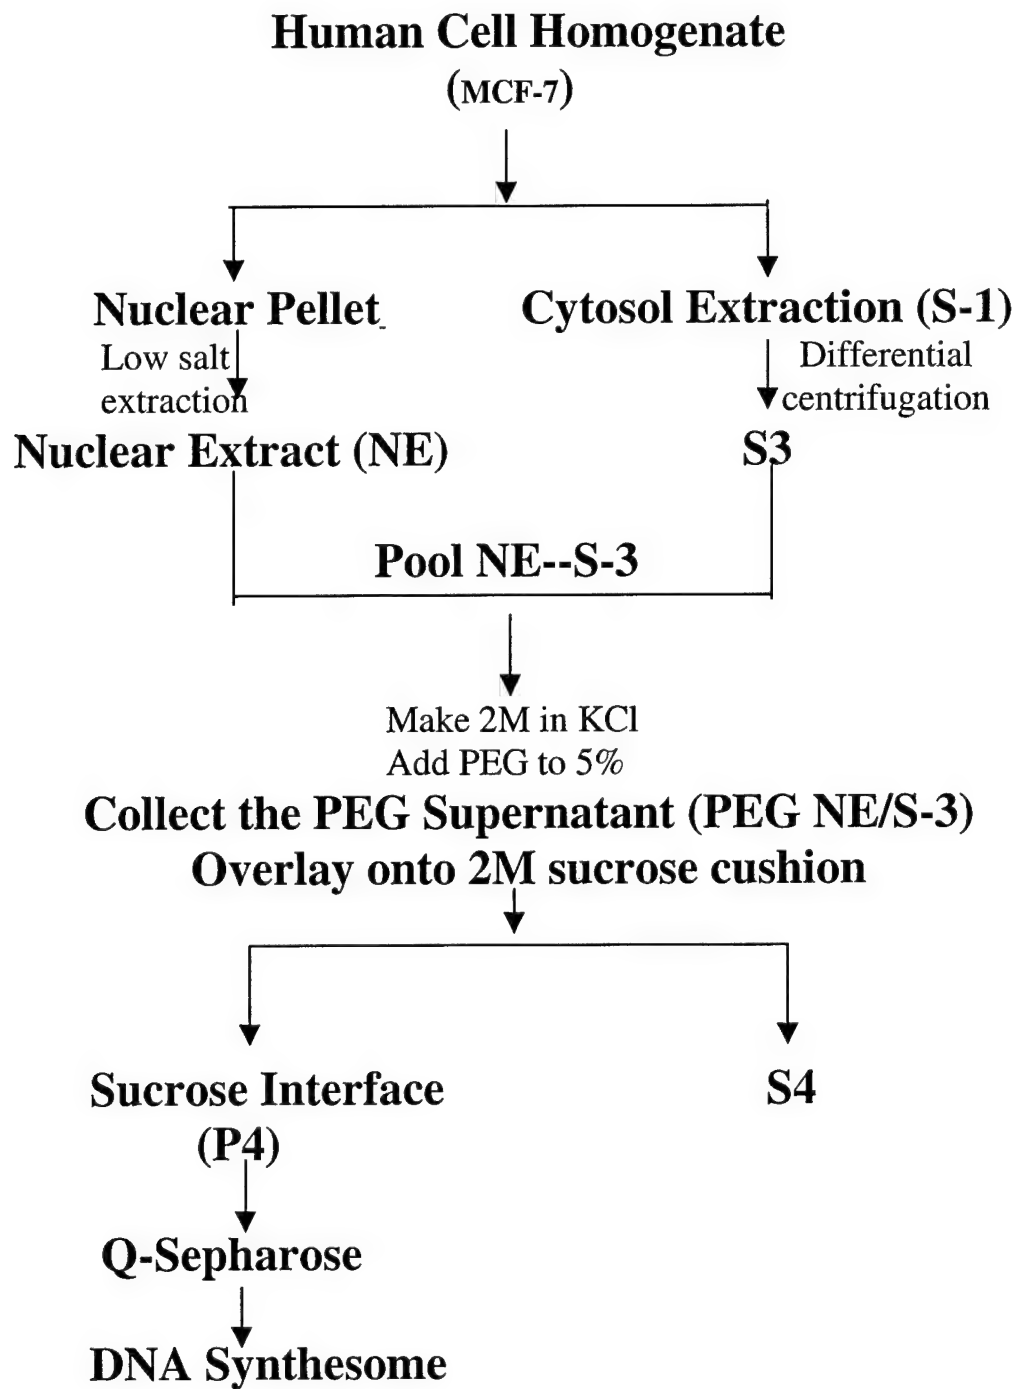 Human Cell Homogenate
(MCF-7)
Nuclear Pellet
Cytosol Extraction (S-1)
Low salt
extraction
Differential
centrifugation
Nuclear Extract (NE)
S3
Pool NE--S-3
Make 2M in KCl
Add PEG to 5%
Collect the PEG Supernatant (PEG NE/S-3)
Overlay onto 2M sucrose cushion
Sucrose Interface
(P4)
S4
Q-Sepharose
DNA Synthesome